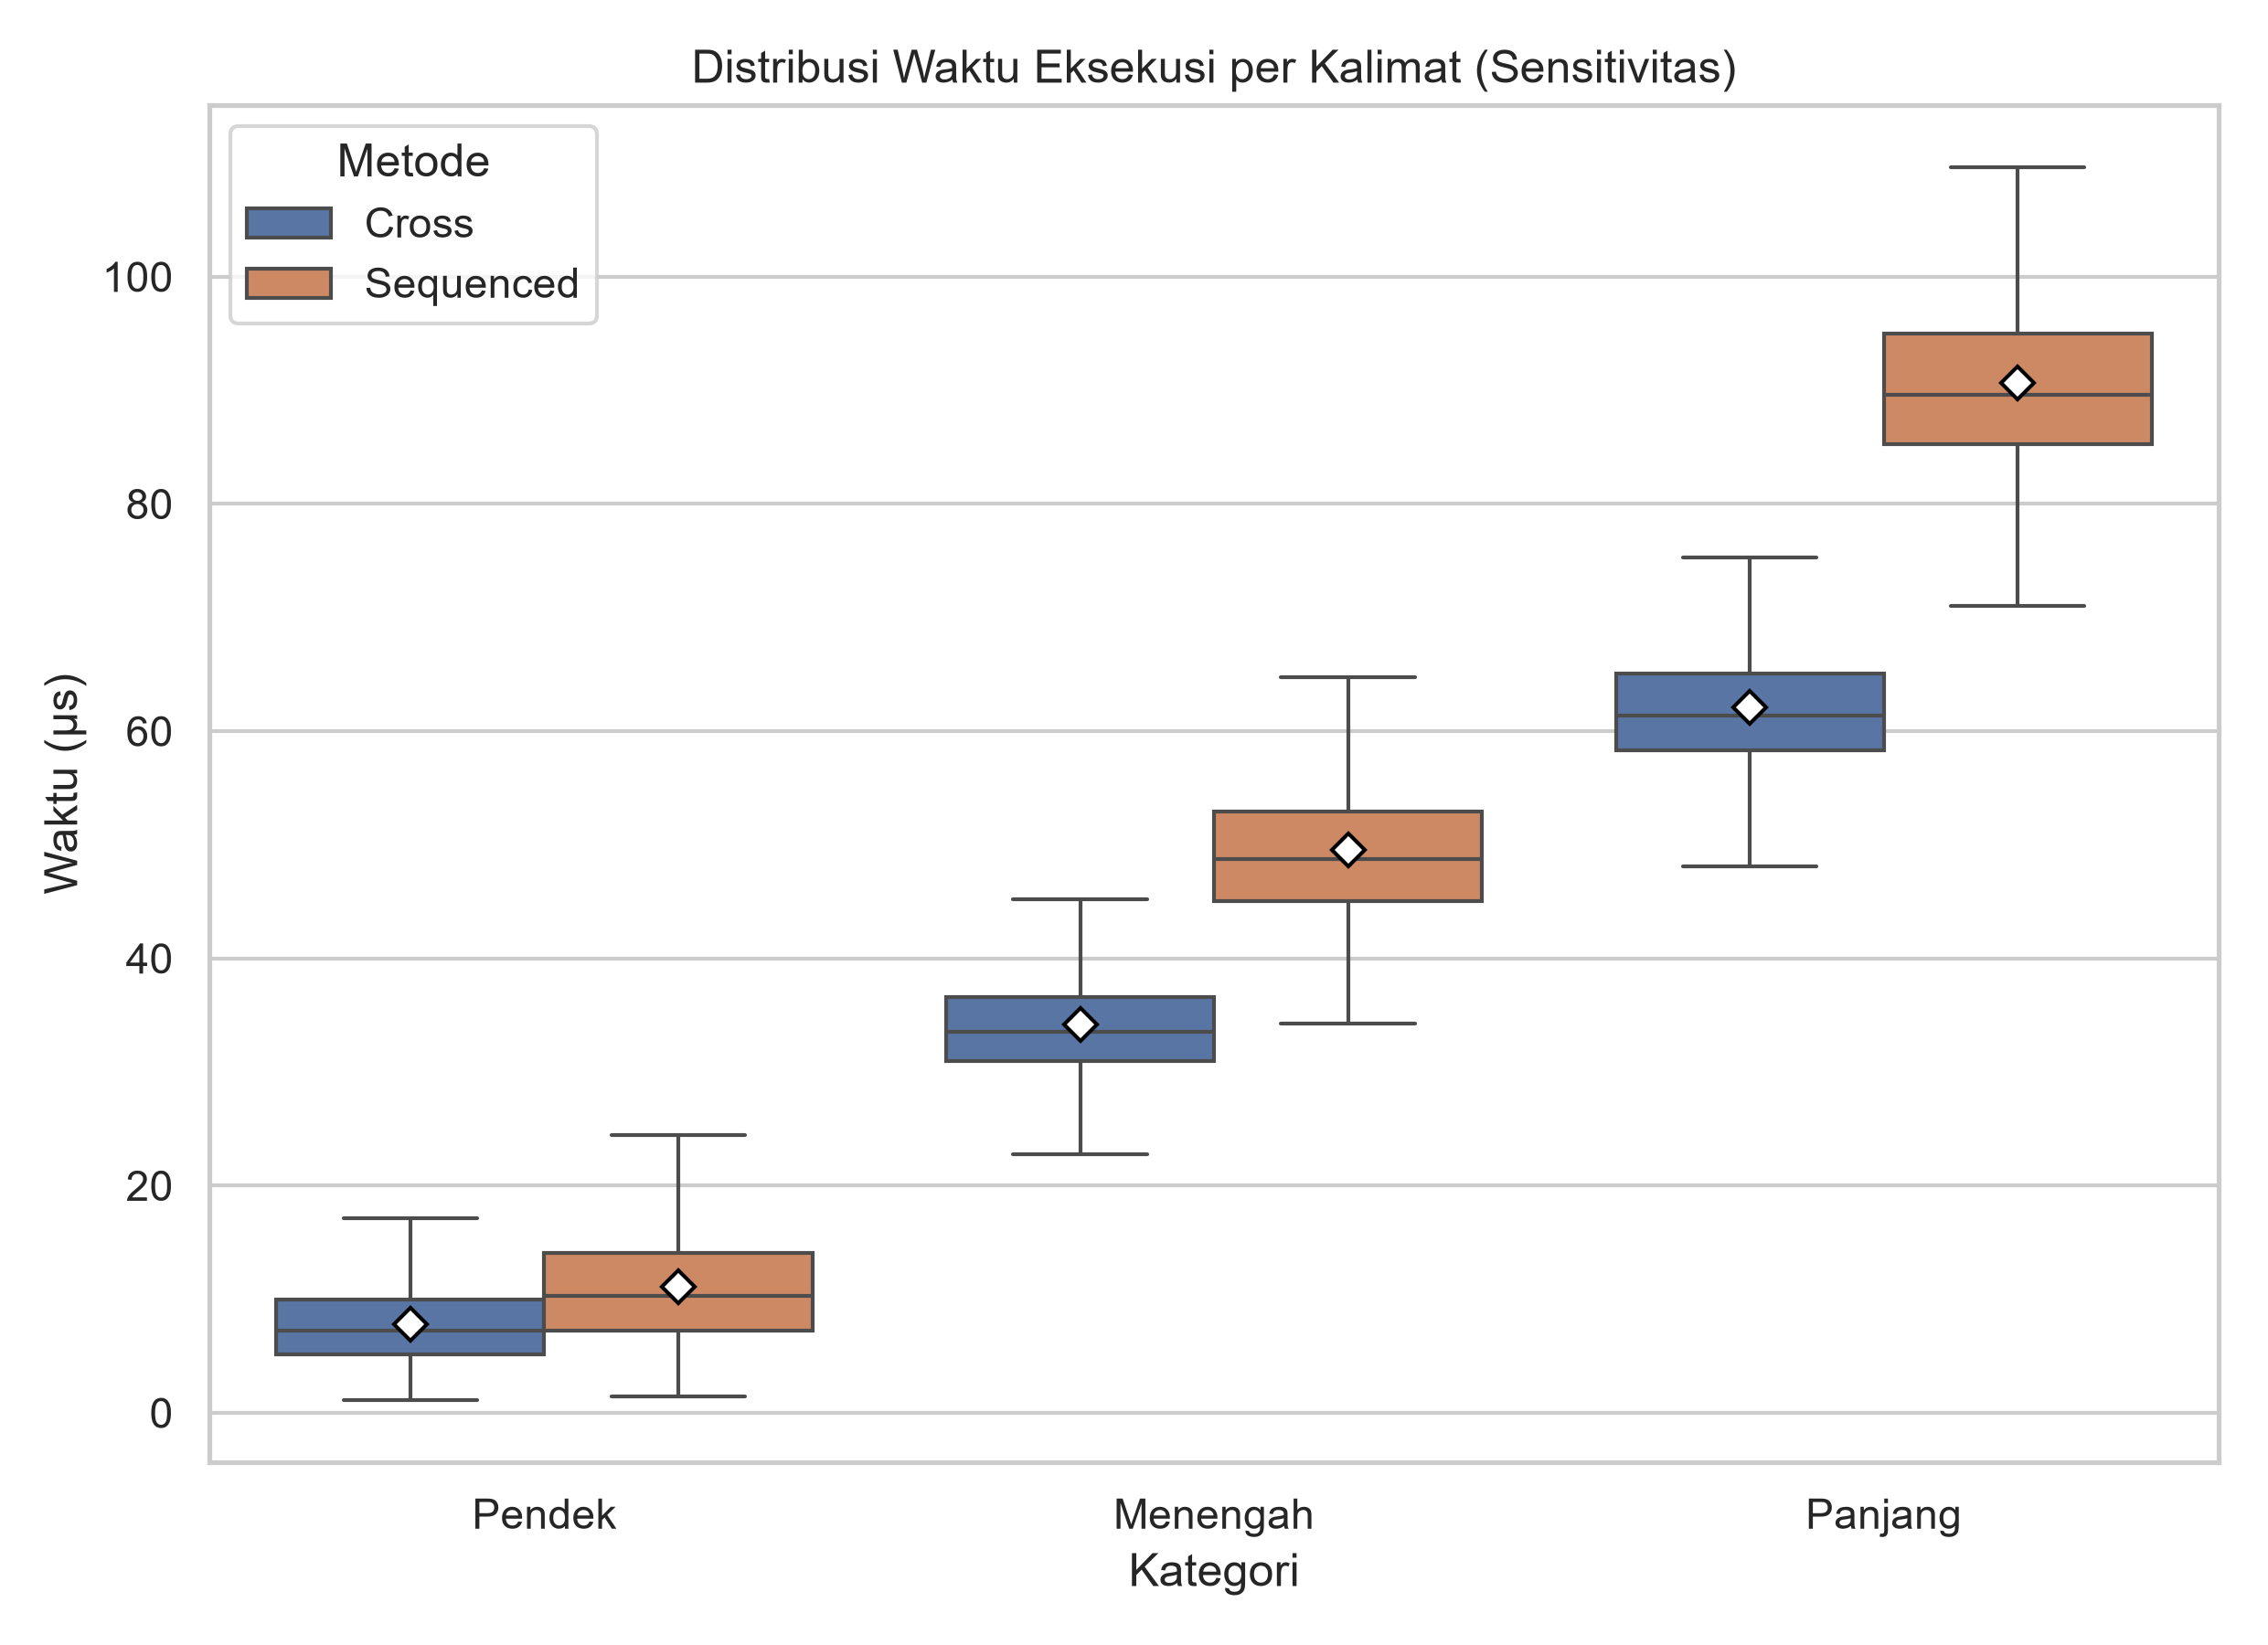 Distribusi Waktu Eksekusi per Kalimat (Sensitivitas)
Metode
Cross
Sequenced
Waktu (µs)
100
80
60
40
20
0
Pendek
Menengah
Panjang
Kategori